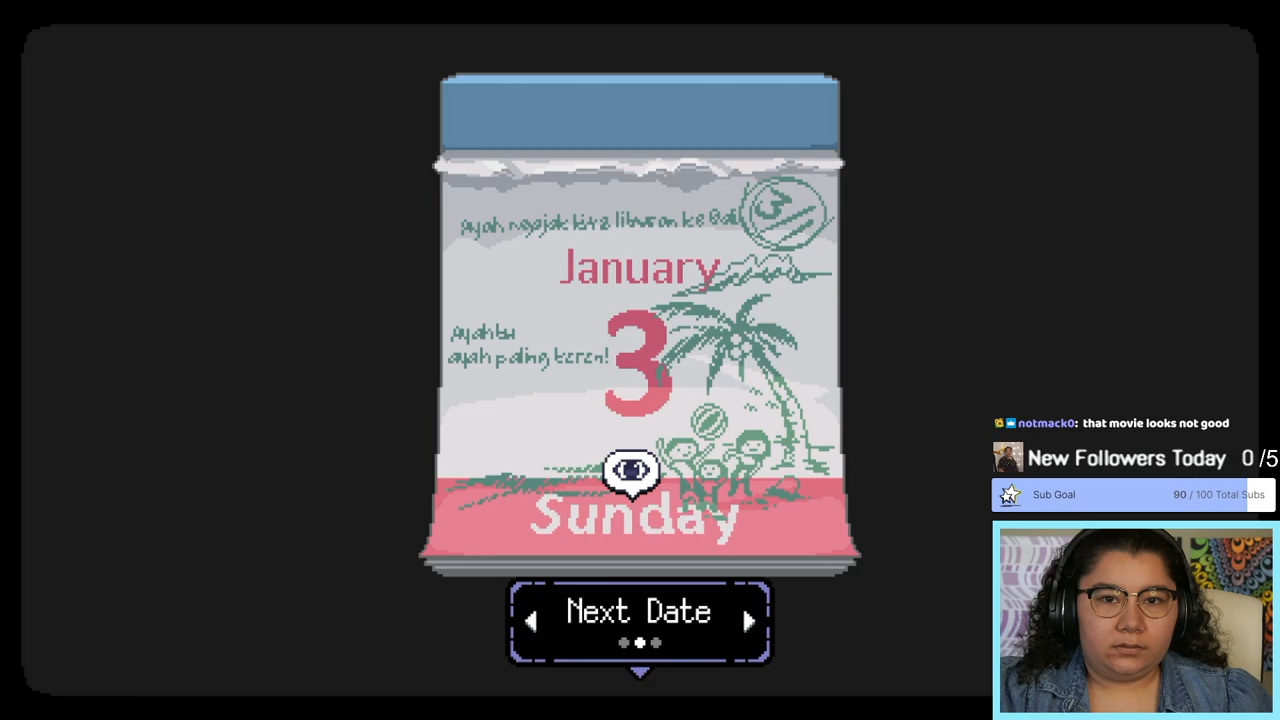 Ayah ngajak kita liburan ke Bali
3
January
3
Ayahku
ayah paling keren!
Sunday
Next Date
notmack0: that movie looks not good
New Followers Today 0 /5
Sub Goal 90 / 100 Total Subs